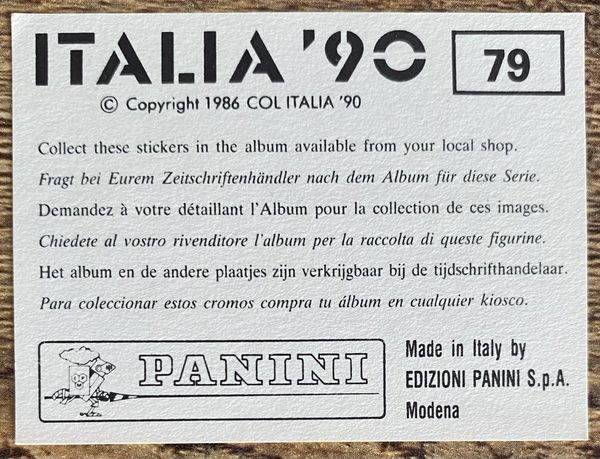 ITALIA '90
79
© Copyright 1986 COL ITALIA '90
Collect these stickers in the album available from your local shop.
Fragt bei Eurem Zeitschriftenhändler nach dem Album für diese Serie.
Demandez à votre détaillant l'Album pour la collection de ces images.
Chiedete al vostro rivenditore l'album per la raccolta di queste figurine.
Het album en de andere plaatjes zijn verkrijgbaar bij de tijdschrifthandelaar.
Para coleccionar estos cromos compra tu álbum en cualquier kiosco.
PANINI
Made in Italy by
EDIZIONI PANINI S.p.A.
Modena